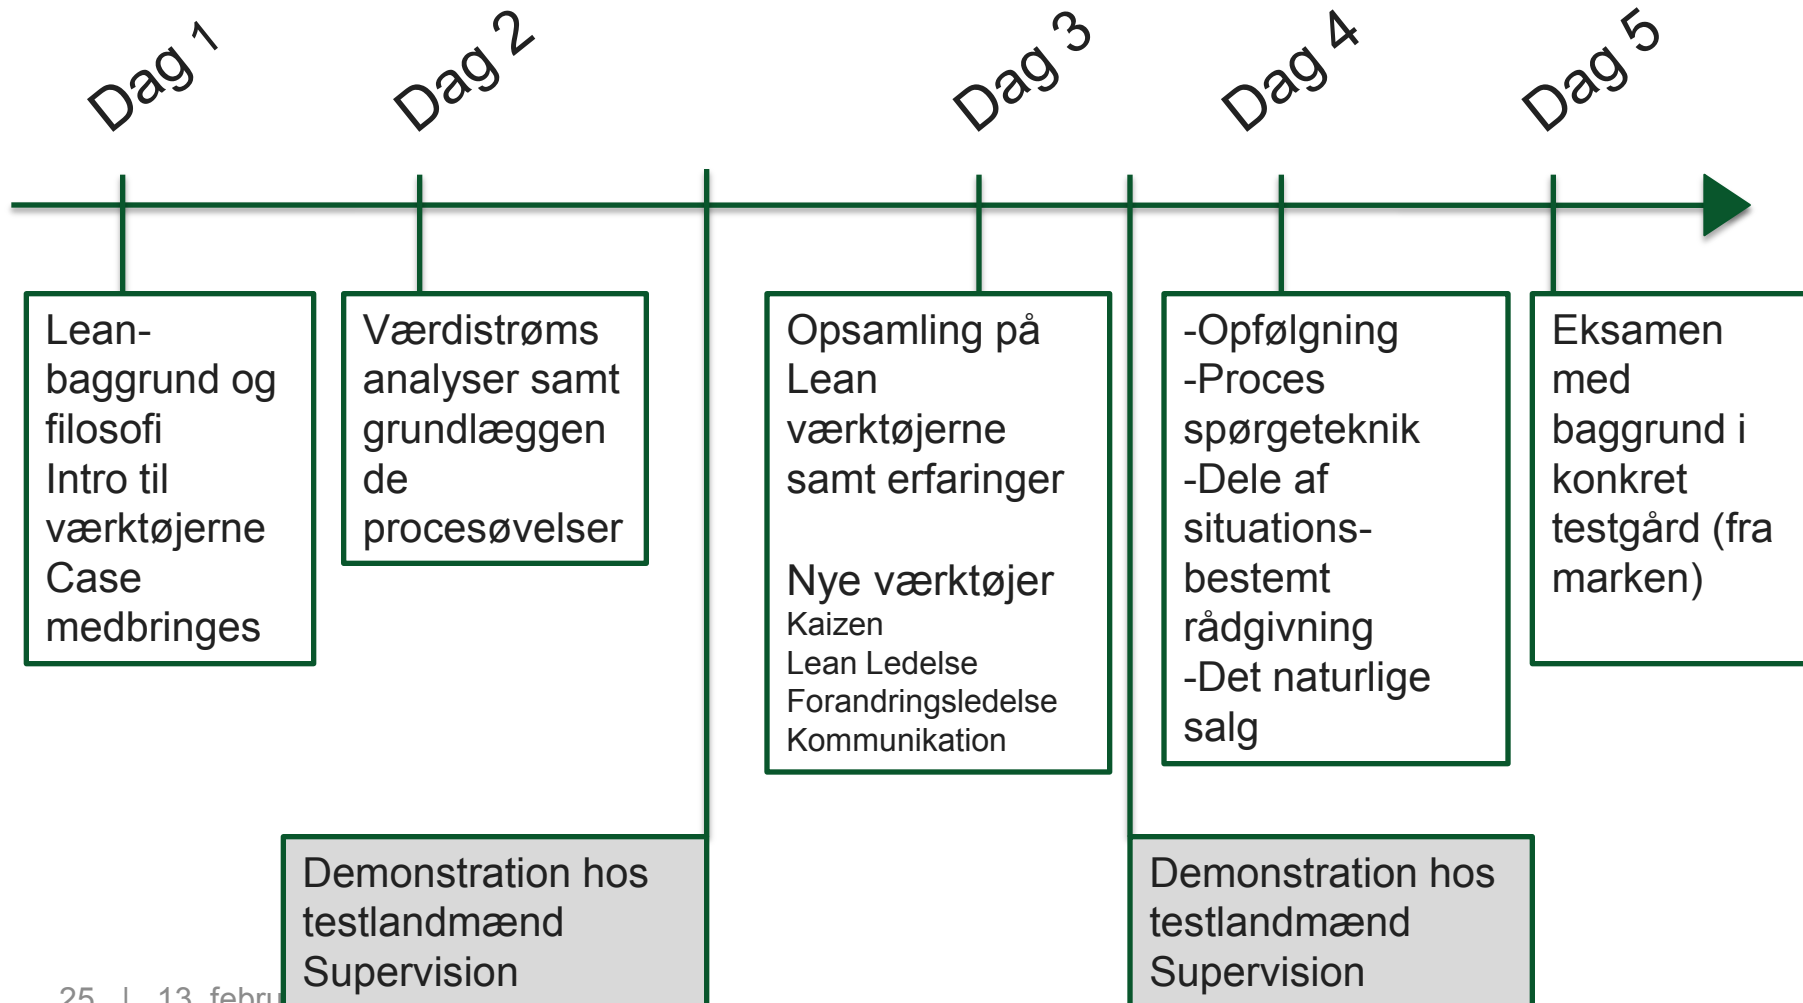 Dag 1
Dag 2
Dag 3
Dag 4
Dag 5
Lean-
baggrund og
filosofi
Intro til
værktøjerne
Case
medbringes
Værdistrøms
analyser samt
grundlæggen
de
procesøvelser
Opsamling på
Lean
værktøjerne
samt erfaringer
Nye værktøjer
Kaizen
Lean Ledelse
Forandringsledelse
Kommunikation
-Opfølgning
-Proces
spørgeteknik
-Dele af
situations-
bestemt
rådgivning
-Det naturlige
salg
Eksamen
med
baggrund i
konkret
testgård (fra
marken)
Demonstration hos
testlandmænd
Supervision
Demonstration hos
testlandmænd
Supervision
25 | 13. febru